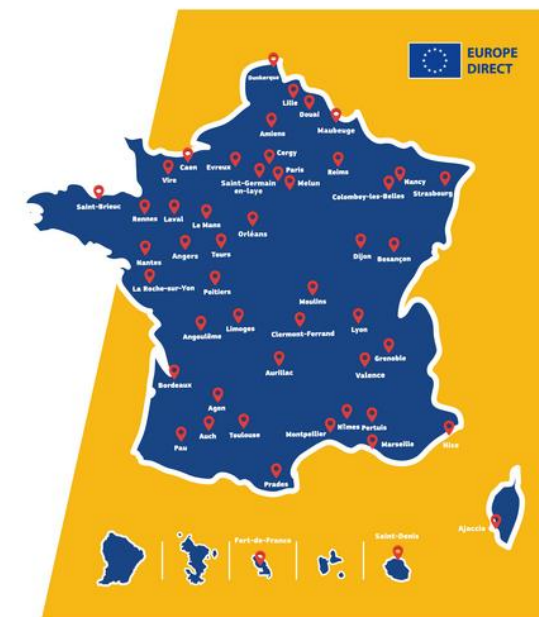 EUROPE
DIRECT
Dunkerque
Lille
Douai
Maubeuge
Amiens
Caen
Vire
Evreux
Cergy
Paris
Saint-Germain
en-laye
Melun
Reims
Nancy
Colombey-les-Belles
Strasbourg
Saint-Brieuc
Rennes
Laval
Le Mans
Orléans
Nantes
Angers
Tours
Dijon
Besançon
La Roche-sur-Yon
Poitiers
Moulins
Angoulême
Limoges
Clermont-Ferrand
Lyon
Grenoble
Bordeaux
Aurillac
Valence
Agen
Pau
Auch
Toulouse
Montpellier
Nîmes
Pertuis
Marseille
Nice
Prades
Ajaccio
Fort-de-France
Saint-Denis